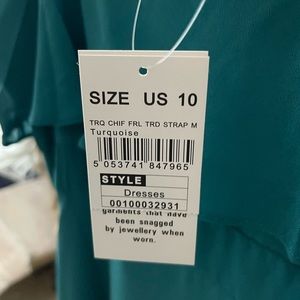 SIZE US 10
TRQ CHIF FRL TRD STRAP M
Turquoise
5 053741 847965
STYLE
Dresses
00100032931
garments that have
been snagged
by jewellery when
worn.